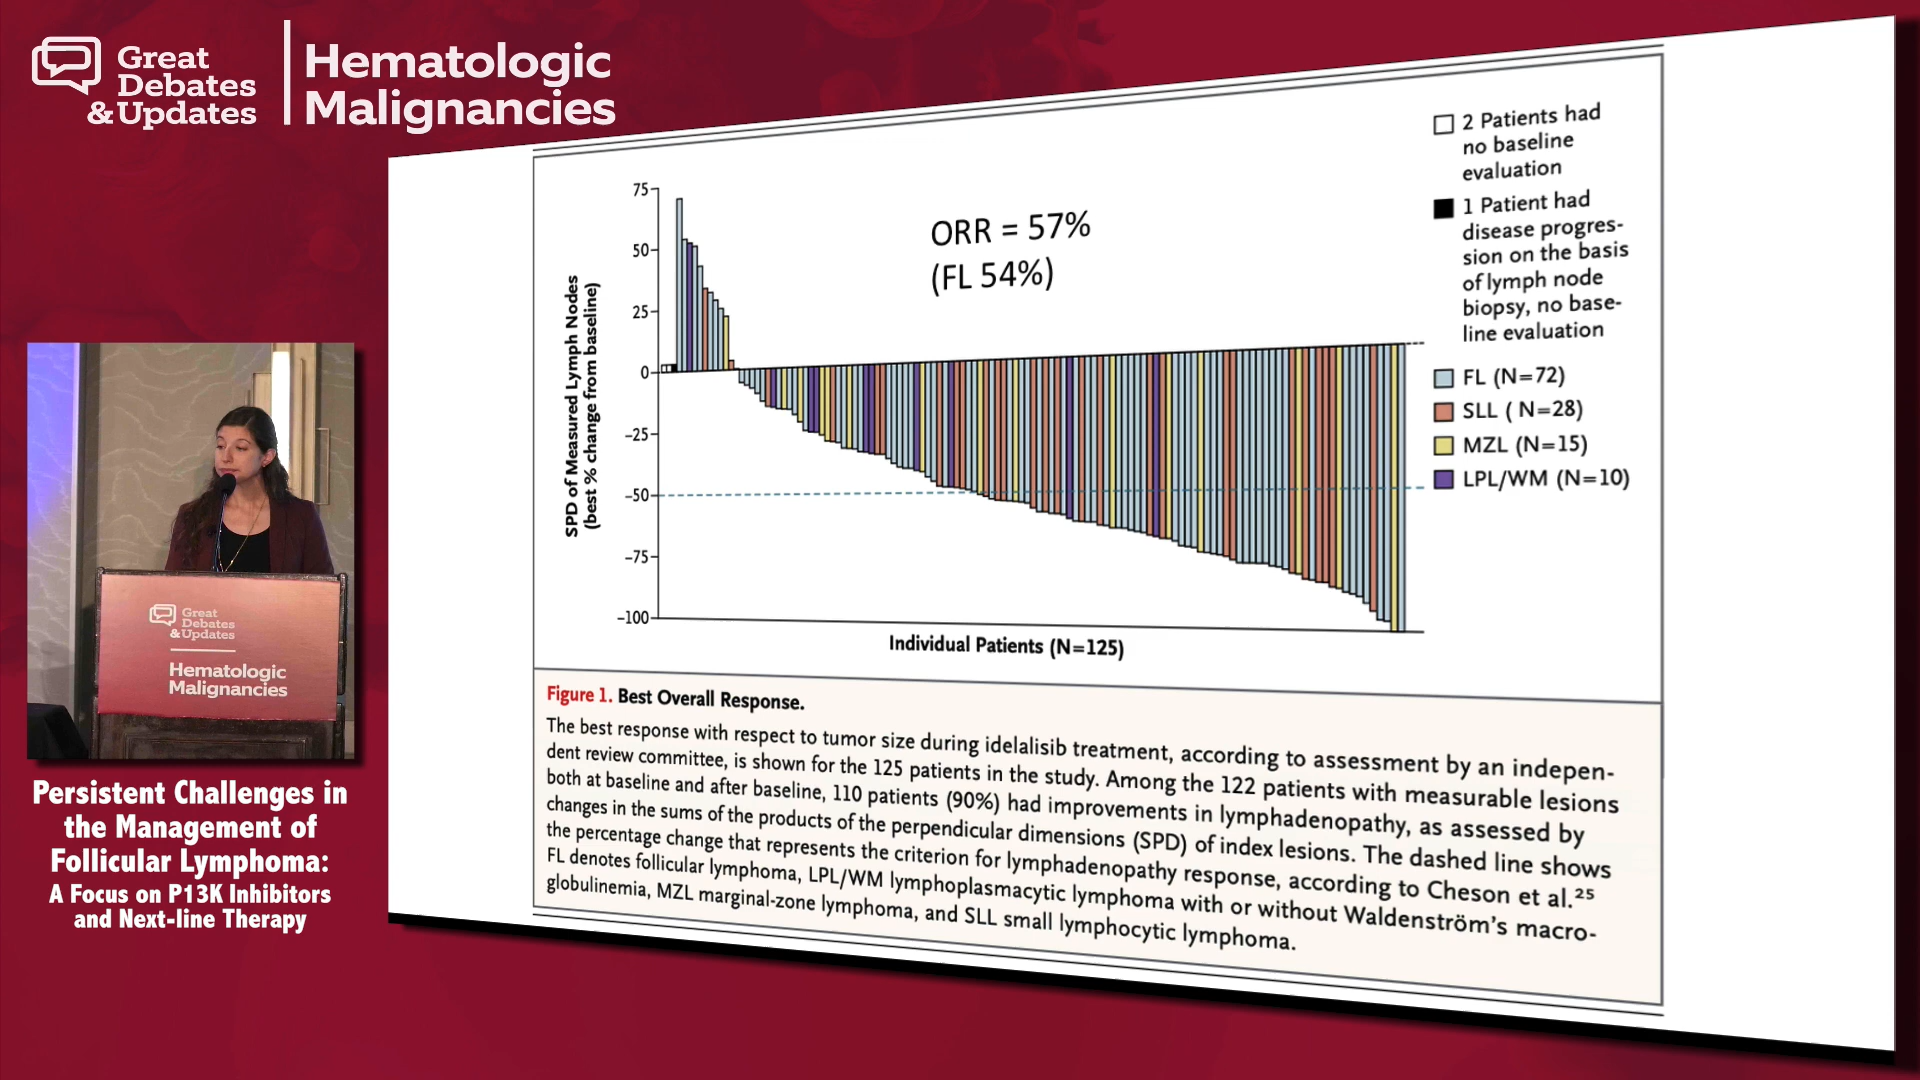 Great
Debates
& Updates
Hematologic
Malignancies
75
50
25
0
−25
−50
−75
−100
SPD of Measured Lymph Nodes
(best % change from baseline)
ORR = 57%
(FL 54%)
Individual Patients (N=125)
2 Patients had
no baseline
evaluation
1 Patient had
disease progres-
sion on the basis
of lymph node
biopsy, no base-
line evaluation
FL (N=72)
SLL ( N=28)
MZL (N=15)
LPL/WM (N=10)
Figure 1. Best Overall Response.
The best response with respect to tumor size during idelalisib treatment, according to assessment by an indepen-
dent review committee, is shown for the 125 patients in the study. Among the 122 patients with measurable lesions
both at baseline and after baseline, 110 patients (90%) had improvements in lymphadenopathy, as assessed by
changes in the sums of the products of the perpendicular dimensions (SPD) of index lesions. The dashed line shows
the percentage change that represents the criterion for lymphadenopathy response, according to Cheson et al.²⁵
FL denotes follicular lymphoma, LPL/WM lymphoplasmacytic lymphoma with or without Waldenström's macro-
globulinemia, MZL marginal-zone lymphoma, and SLL small lymphocytic lymphoma.
Great
Debates
& Updates
Hematologic
Malignancies
Persistent Challenges in
the Management of
Follicular Lymphoma:
A Focus on P13K Inhibitors
and Next-line Therapy